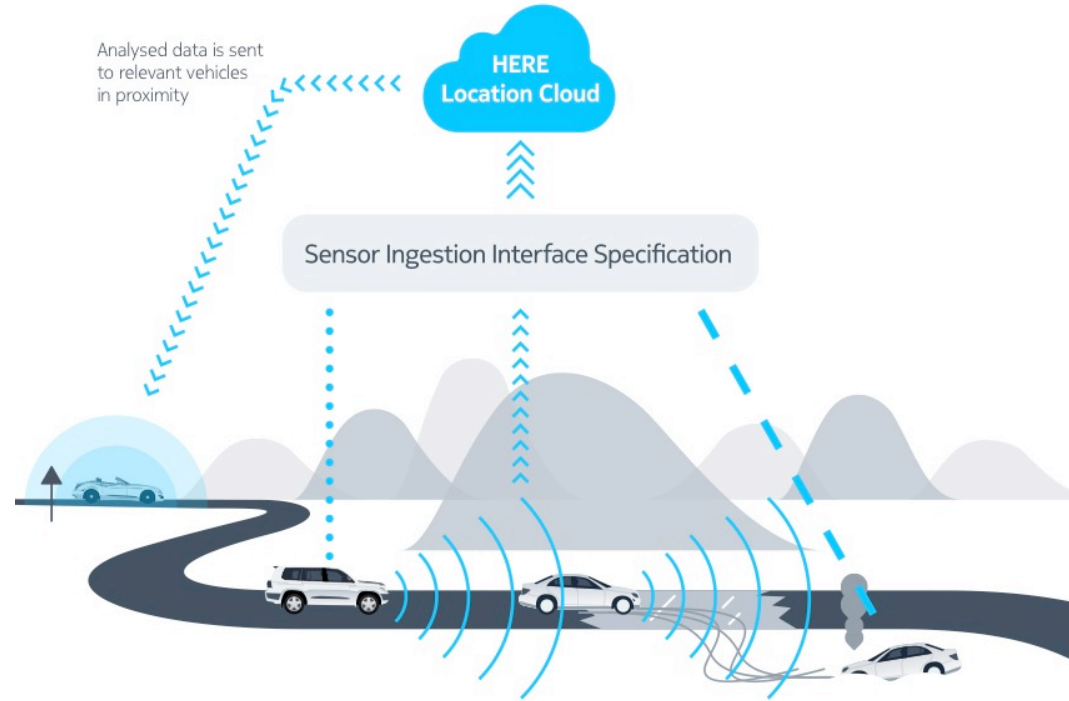 Analysed data is sent
to relevant vehicles
in proximity
HERE
Location Cloud
Sensor Ingestion Interface Specification